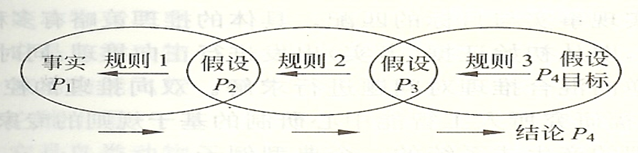 事实 规则 1 假设 规则 2 假设 规则 3 假设
P1 P2 P3 P4 目标
结论 P4